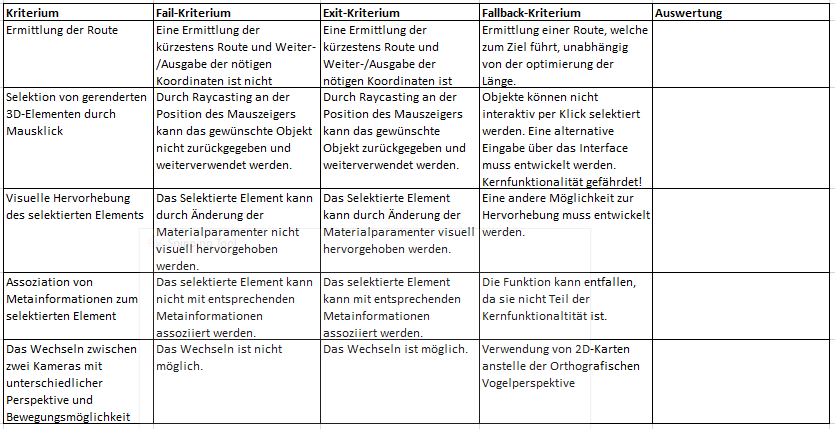 Kriterium
Fail-Kriterium
Exit-Kriterium
Fallback-Kriterium
Auswertung
Ermittlung der Route
Eine Ermittlung der
kürzestens Route und Weiter-
/Ausgabe der nötigen
Koordinaten ist nicht
Eine Ermittlung der
kürzestens Route und
Weiter-/Ausgabe der
nötigen Koordinaten ist
Ermittlung einer Route, welche
zum Ziel führt, unabhängig
von der optimierung der
Länge.
Selektion von gerenderten
3D-Elementen durch
Mausklick
Durch Raycasting an der
Position des Mauszeigers
kann das gewünschte Objekt
nicht zurückgegeben und
weiterverwendet werden.
Durch Raycasting an der
Position des Mauszeigers
kann das gewünschte
Objekt zurückgegeben und
weiterverwendet werden.
Objekte können nicht
interaktiv per Klick selektiert
werden. Eine alternative
Eingabe über das Interface
muss entwickelt werden.
Kernfunktionalität gefährdet!
Visuelle Hervorhebung
des selektierten Elements
Das Selektierte Element kann
durch Änderung der
Materialparamenter nicht
visuell hervorgehoben
werden.
Das Selektierte Element
kann durch Änderung der
Materialparamenter visuell
hervorgehoben werden.
Eine andere Möglichkeit zur
Hervorhebung muss entwickelt
werden.
Assoziation von
Metainformationen zum
selektierten Element
Das selektierte Element kann
nicht mit entsprechenden
Metainformationen
assoziiert werden.
Das selektierte Element
kann mit entsprechenden
Metainformationen
assoziiert werden.
Die Funktion kann entfallen,
da sie nicht Teil der
Kernfunktionaltität ist.
Das Wechseln zwischen
zwei Kameras mit
unterschiedlicher
Perspektive und
Bewegungsmöglichkeit
Das Wechseln ist nicht
möglich.
Das Wechseln ist möglich.
Verwendung von 2D-Karten
anstelle der Orthografischen
Vogelperspektive